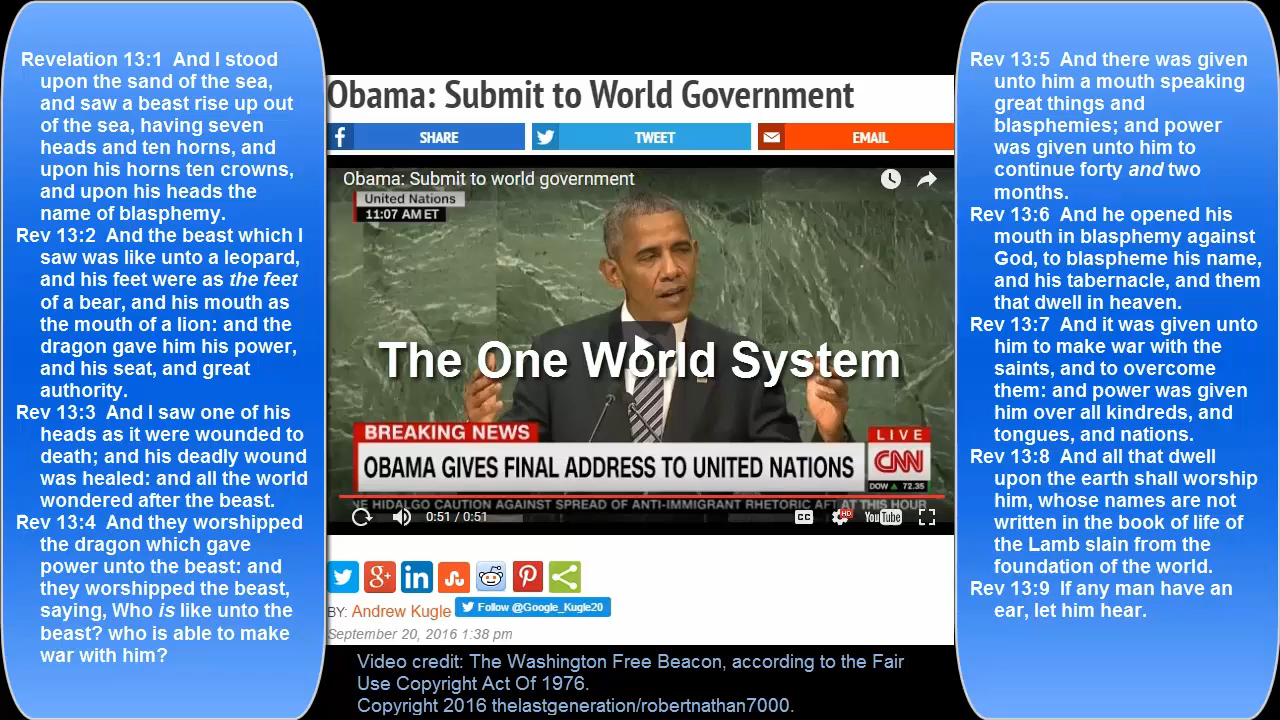 Revelation 13:1 And I stood
upon the sand of the sea,
and saw a beast rise up out
of the sea, having seven
heads and ten horns, and
upon his horns ten crowns,
and upon his heads the
name of blasphemy.
Rev 13:2 And the beast which I
saw was like unto a leopard,
and his feet were as the feet
of a bear, and his mouth as
the mouth of a lion: and the
dragon gave him his power,
and his seat, and great
authority.
Rev 13:3 And I saw one of his
heads as it were wounded to
death; and his deadly wound
was healed: and all the world
wondered after the beast.
Rev 13:4 And they worshipped
the dragon which gave
power unto the beast: and
they worshipped the beast,
saying, Who is like unto the
beast? who is able to make
war with him?
Obama: Submit to World Government
SHARE
TWEET
EMAIL
Obama: Submit to world government
United Nations
11:07 AM ET
The One World System
BREAKING NEWS
LIVE
OBAMA GIVES FINAL ADDRESS TO UNITED NATIONS
CNN
DOW ▲ 72.35
HIDALGO CAUTION AGAINST SPREAD OF ANTI-IMMIGRANT RHETORIC THIS HOUR
0:51 / 0:51
CC
HD
YouTube
BY: Andrew Kugle
Follow @Google_Kugle20
September 20, 2016 1:38 pm
Video credit: The Washington Free Beacon, according to the Fair
Use Copyright Act Of 1976.
Copyright 2016 thelastgeneration/robertnathan7000.
Rev 13:5 And there was given
unto him a mouth speaking
great things and
blasphemies; and power
was given unto him to
continue forty and two
months.
Rev 13:6 And he opened his
mouth in blasphemy against
God, to blaspheme his name,
and his tabernacle, and them
that dwell in heaven.
Rev 13:7 And it was given unto
him to make war with the
saints, and to overcome
them: and power was given
him over all kindreds, and
tongues, and nations.
Rev 13:8 And all that dwell
upon the earth shall worship
him, whose names are not
written in the book of life of
the Lamb slain from the
foundation of the world.
Rev 13:9 If any man have an
ear, let him hear.